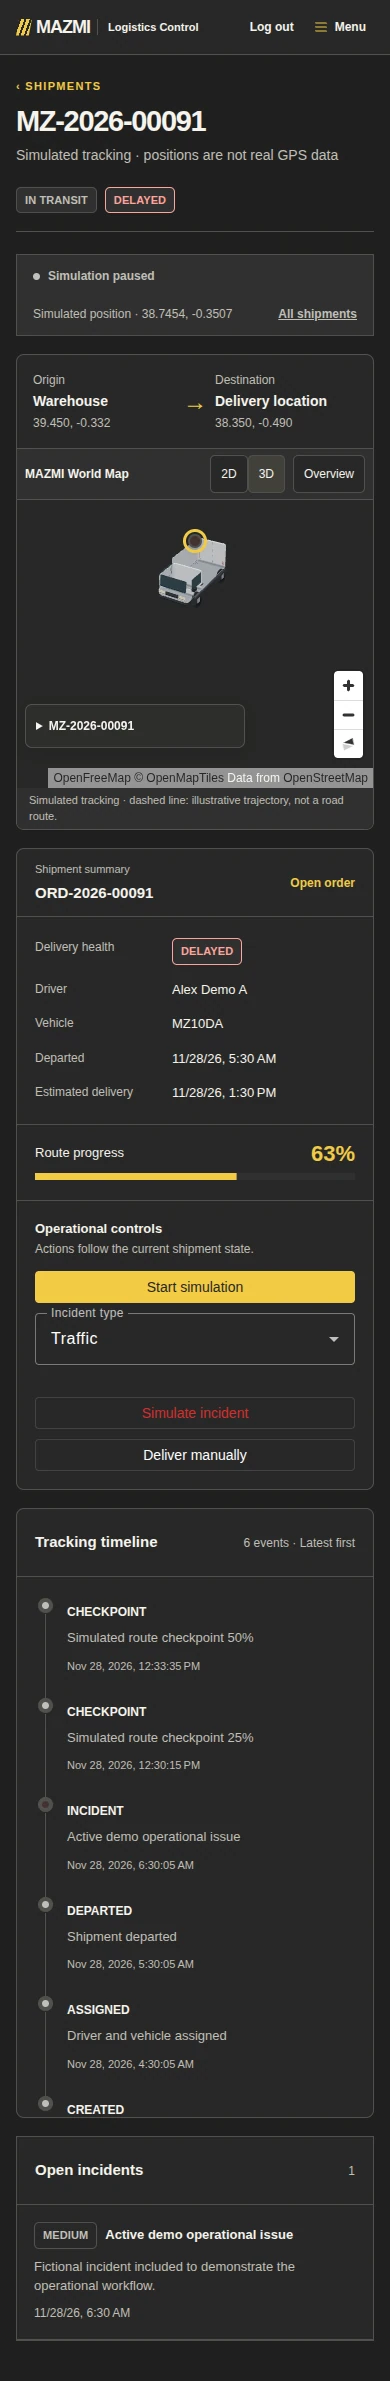 MAZMI Logistics Control Log out Menu
‹ SHIPMENTS
MZ-2026-00091
Simulated tracking · positions are not real GPS data
IN TRANSIT DELAYED
Simulation paused
Simulated position · 38.7454, -0.3507 All shipments
Origin
Warehouse
39.450, -0.332
→
Destination
Delivery location
38.350, -0.490
MAZMI World Map 2D 3D Overview
MZ-2026-00091
OpenFreeMap © OpenMapTiles Data from OpenStreetMap
Simulated tracking · dashed line: illustrative trajectory, not a road
route.
Shipment summary
ORD-2026-00091
Open order
Delivery health DELAYED
Driver Alex Demo A
Vehicle MZ10DA
Departed 11/28/26, 5:30 AM
Estimated delivery 11/28/26, 1:30 PM
Route progress 63%
Operational controls
Actions follow the current shipment state.
Start simulation
Incident type
Traffic
Simulate incident
Deliver manually
Tracking timeline 6 events · Latest first
CHECKPOINT
Simulated route checkpoint 50%
Nov 28, 2026, 12:33:35 PM
CHECKPOINT
Simulated route checkpoint 25%
Nov 28, 2026, 12:30:15 PM
INCIDENT
Active demo operational issue
Nov 28, 2026, 6:30:05 AM
DEPARTED
Shipment departed
Nov 28, 2026, 5:30:05 AM
ASSIGNED
Driver and vehicle assigned
Nov 28, 2026, 4:30:05 AM
CREATED
Open incidents 1
MEDIUM Active demo operational issue
Fictional incident included to demonstrate the
operational workflow.
11/28/26, 6:30 AM